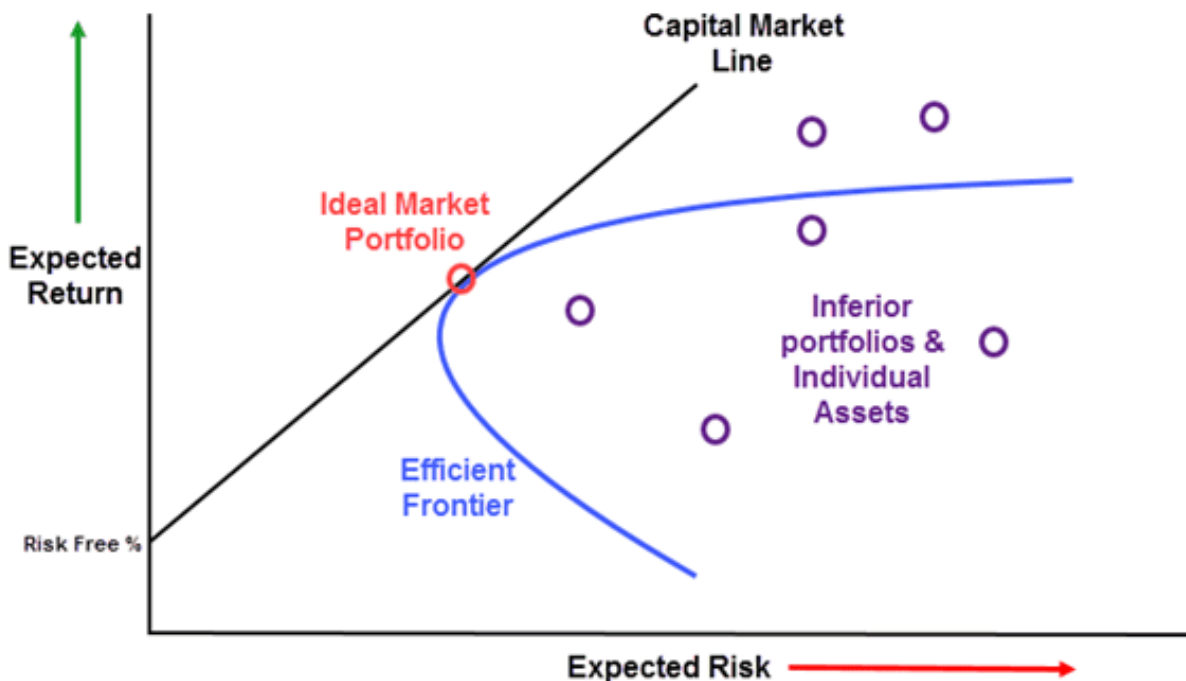 Capital Market
Line
Ideal Market
Portfolio
Expected
Return
Inferior
portfolios &
Individual
Assets
Efficient
Frontier
Risk Free %
Expected Risk